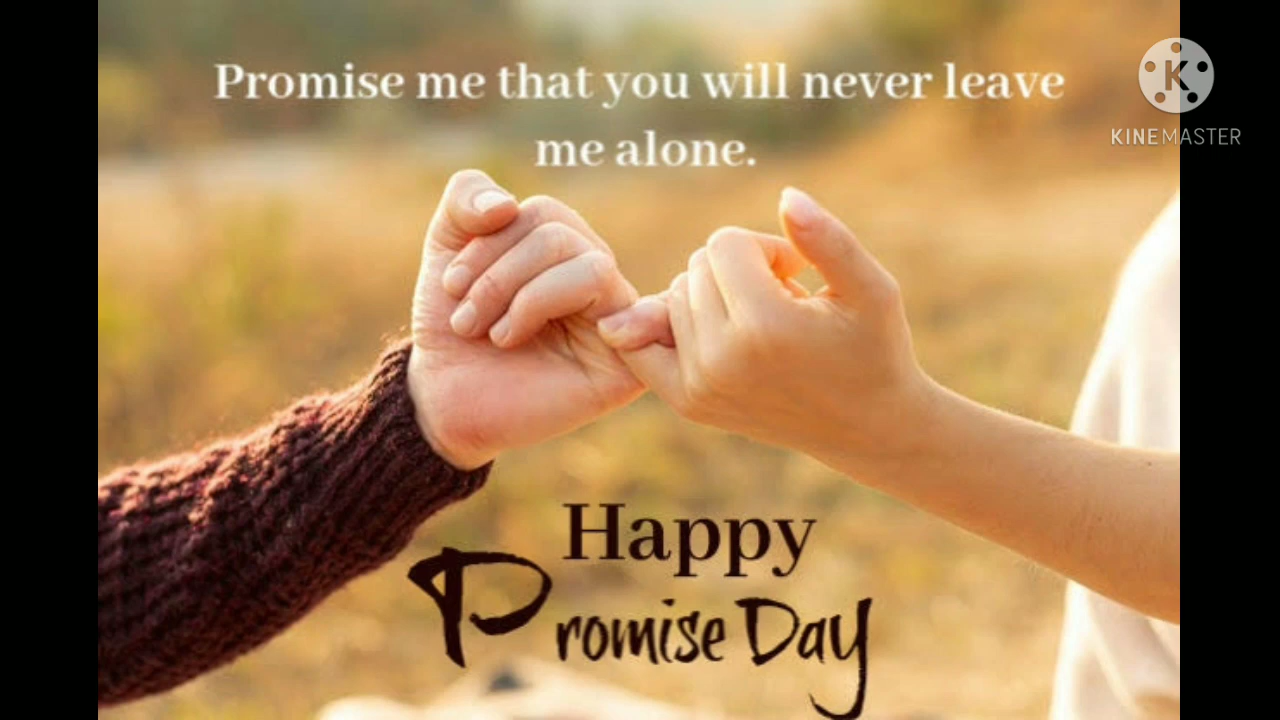 Promise me that you will never leave
me alone.
K
KINEMASTER
Happy
Promise Day